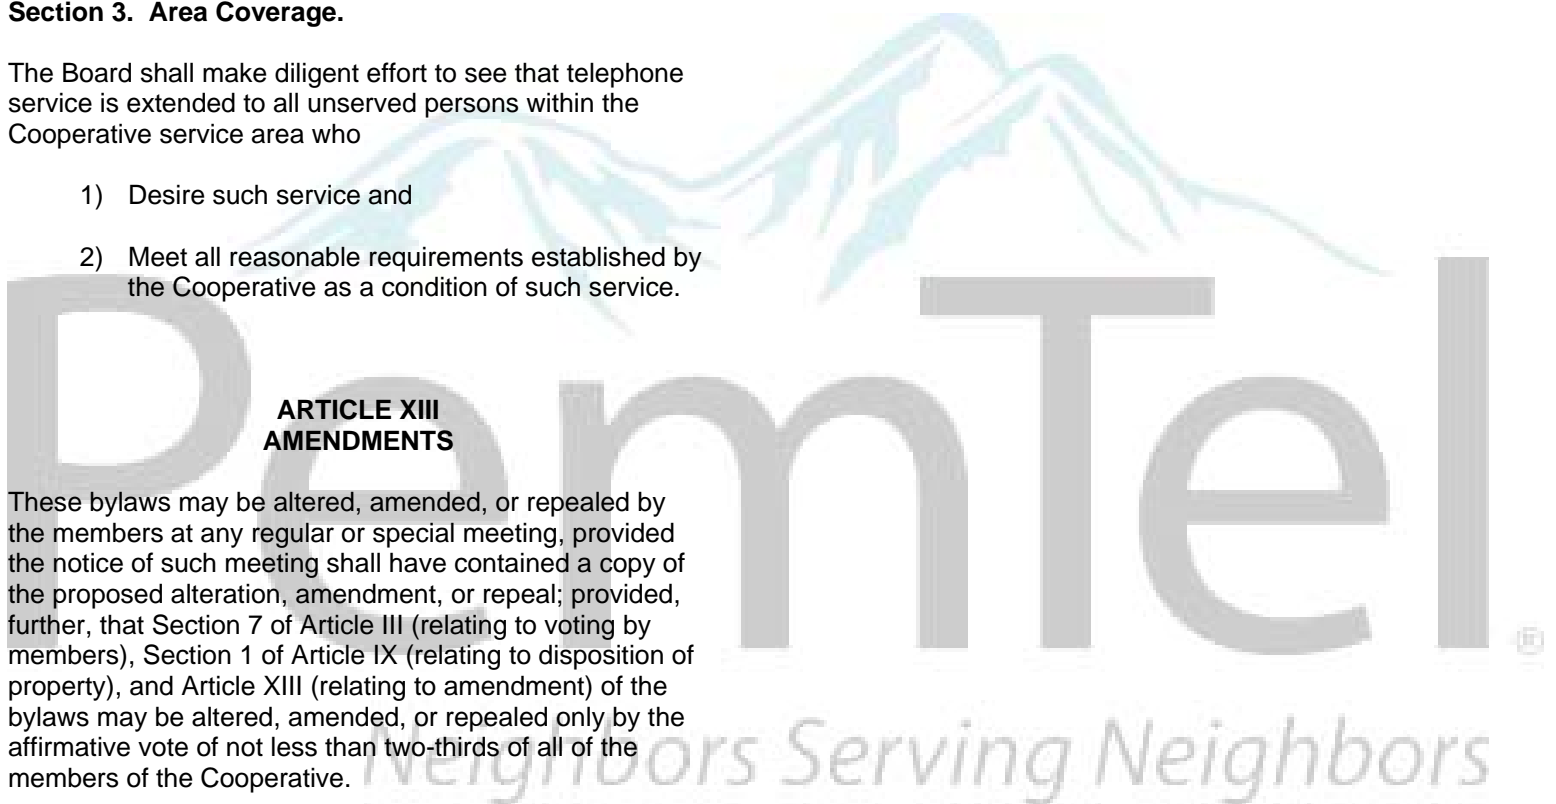 Section 3. Area Coverage.
The Board shall make diligent effort to see that telephone
service is extended to all unserved persons within the
Cooperative service area who
1) Desire such service and
2) Meet all reasonable requirements established by
the Cooperative as a condition of such service.
ARTICLE XIII
AMENDMENTS
These bylaws may be altered, amended, or repealed by
the members at any regular or special meeting, provided
the notice of such meeting shall have contained a copy of
the proposed alteration, amendment, or repeal; provided,
further, that Section 7 of Article III (relating to voting by
members), Section 1 of Article IX (relating to disposition of
property), and Article XIII (relating to amendment) of the
bylaws may be altered, amended, or repealed only by the
affirmative vote of not less than two-thirds of all of the
members of the Cooperative.
PemTel ®
Neighbors Serving Neighbors